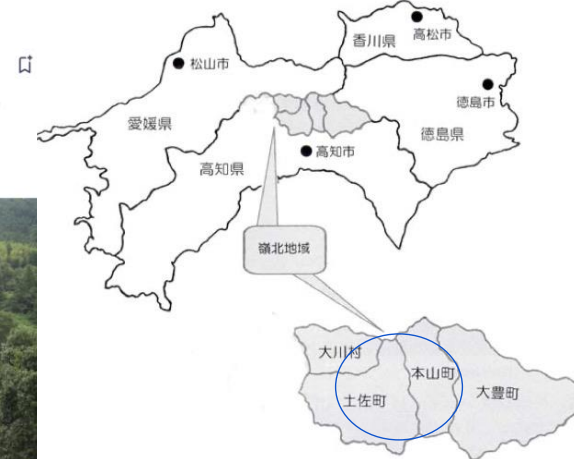 香川県
高松市
松山市
徳島市
愛媛県
徳島県
高知県
高知市
嶺北地域
大川村
本山町
土佐町
大豊町